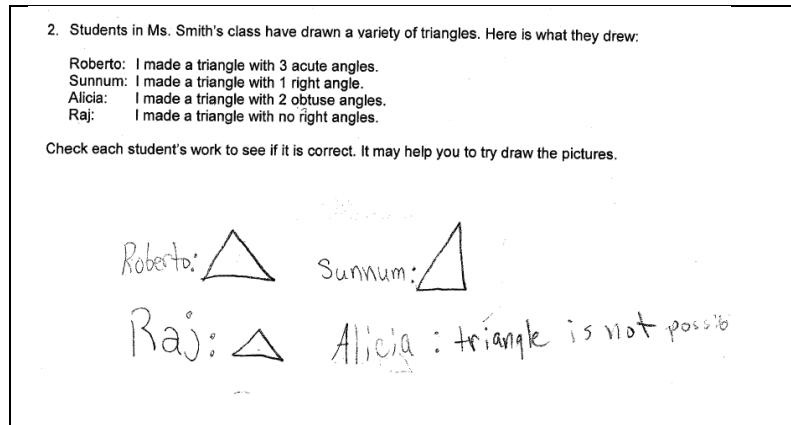 2. Students in Ms. Smith's class have drawn a variety of triangles. Here is what they drew:
Roberto: I made a triangle with 3 acute angles.
Sunnum: I made a triangle with 1 right angle.
Alicia: I made a triangle with 2 obtuse angles.
Raj: I made a triangle with no right angles.
Check each student's work to see if it is correct. It may help you to try draw the pictures.
Roberto: Sunnum:
Raj: Alicia : triangle is not possib